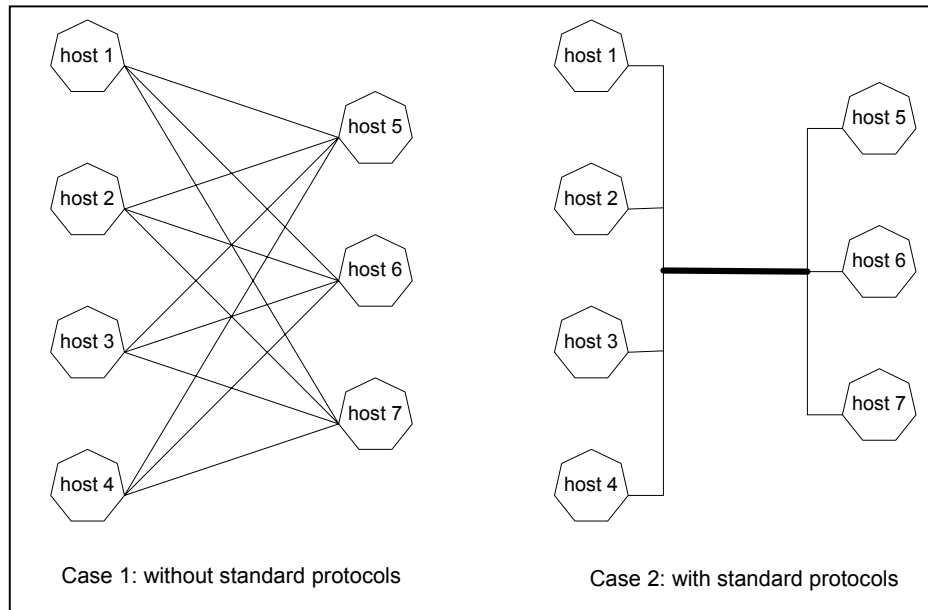 host 1
host 2
host 3
host 4
host 5
host 6
host 7
Case 1: without standard protocols
host 1
host 2
host 3
host 4
host 5
host 6
host 7
Case 2: with standard protocols